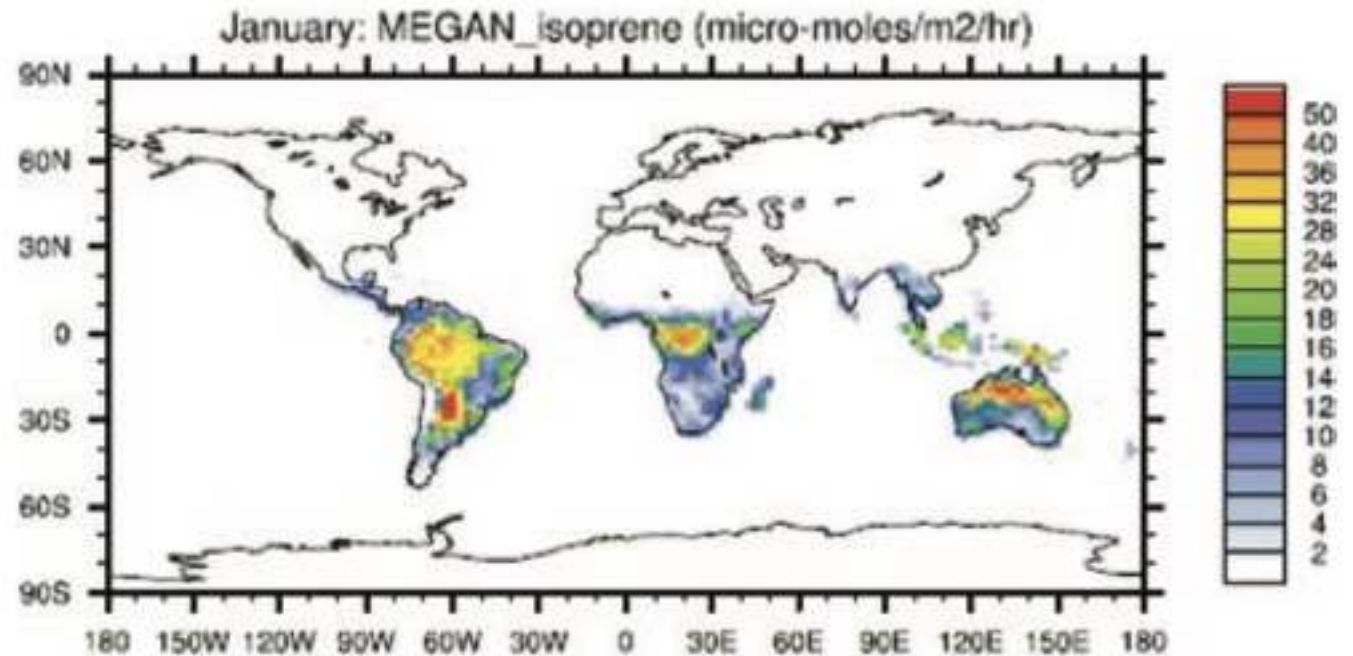 January: MEGAN_isoprene (micro-moles/m2/hr)
90N
60N
30N
0
30S
60S
90S
180 150W 120W 90W 60W 30W 0 30E 60E 90E 120E 150E 180
50
40
36
32
28
24
20
18
16
14
12
10
8
6
4
2